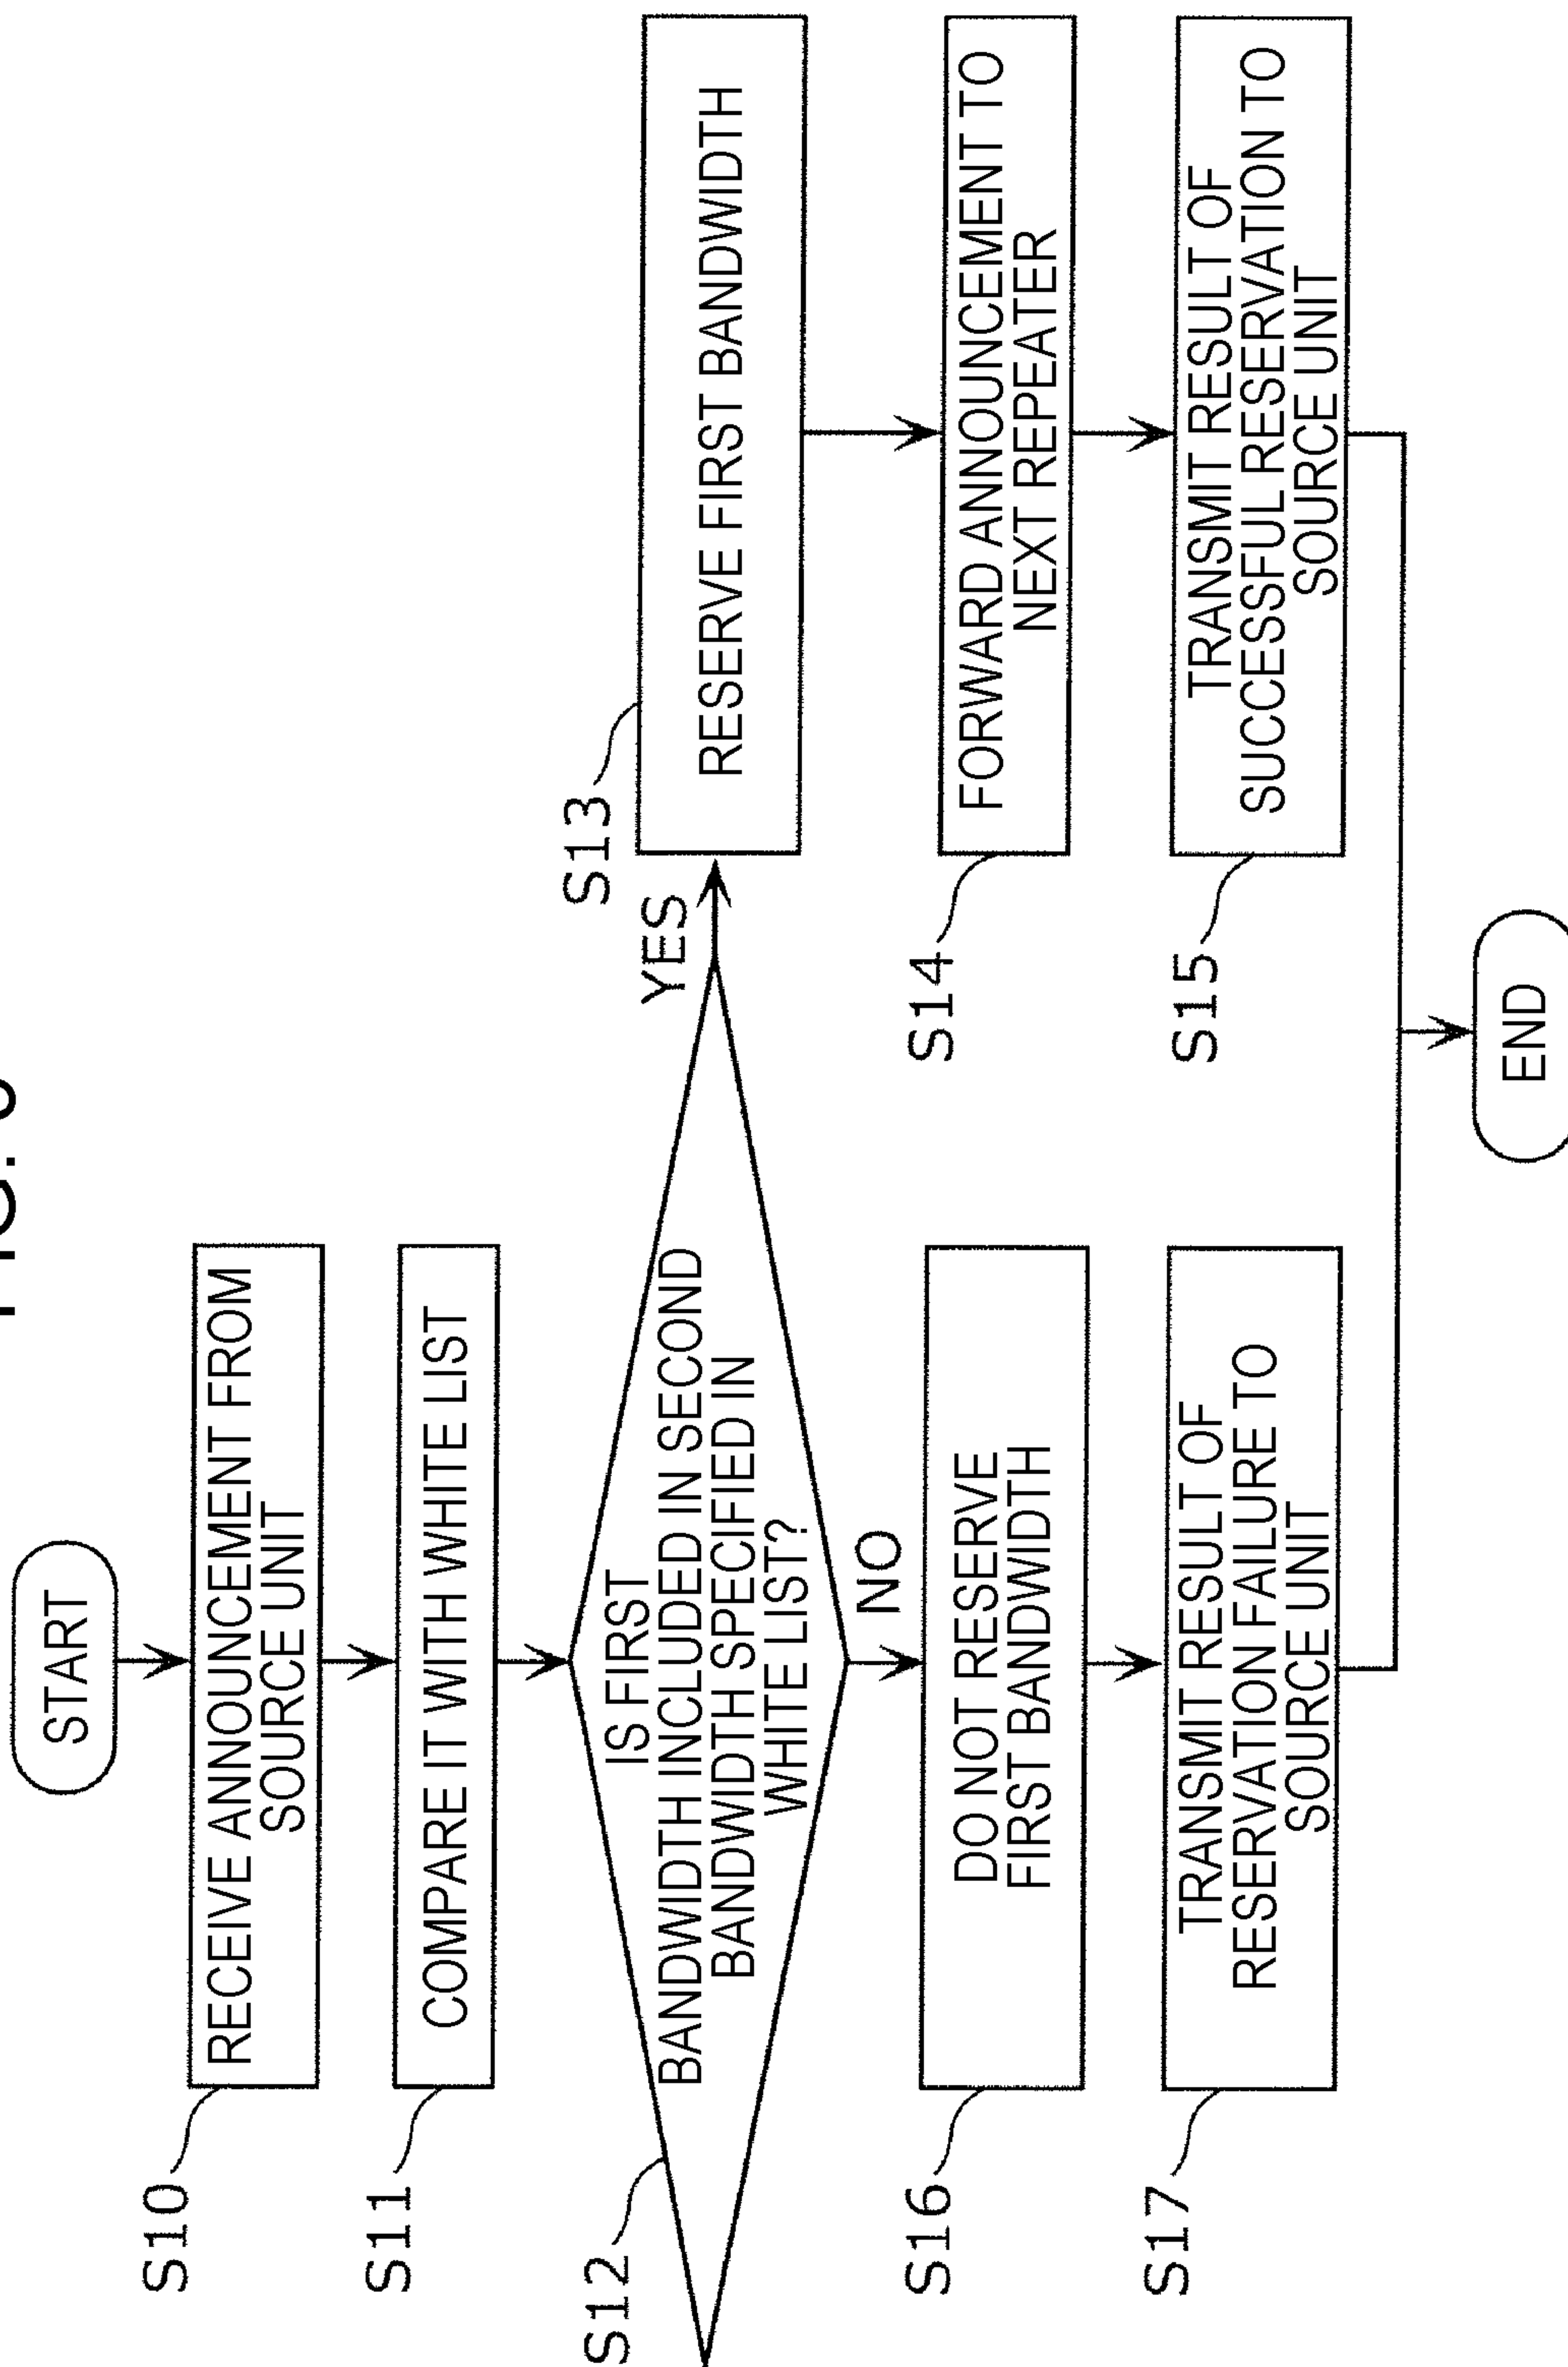 FIG.
START
S10
RECEIVE ANNOUNCEMENT FROM
SOURCE UNIT
S11
COMPARE IT WITH WHITE LIST
S12
IS FIRST
BANDWIDTH INCLUDED IN SECOND
BANDWIDTH SPECIFIED IN
WHITE LIST?
YES
S13
RESERVE FIRST BANDWIDTH
S14
FORWARD ANNOUNCEMENT TO
NEXT REPEATER
S15
TRANSMIT RESULT OF
SUCCESSFUL RESERVATION TO
SOURCE UNIT
NO
S16
DO NOT RESERVE
FIRST BANDWIDTH
S17
TRANSMIT RESULT OF
RESERVATION FAILURE TO
SOURCE UNIT
END